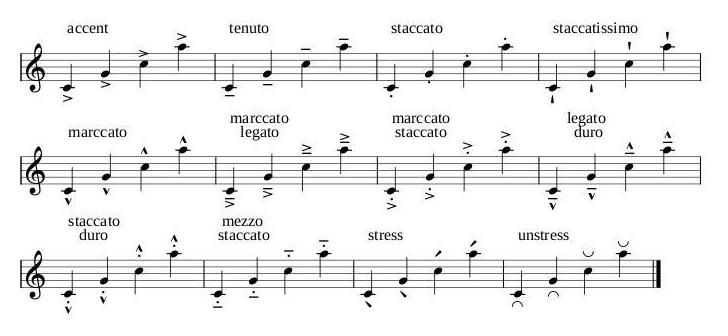 accent tenuto staccato staccatissimo
marccato marccato legato marccato staccato legato duro
staccato duro mezzo staccato stress unstress